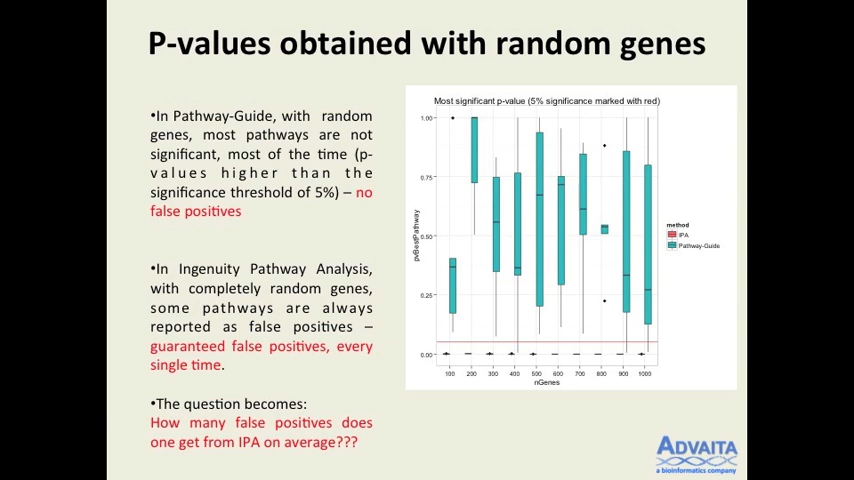 P-values obtained with random genes
•In Pathway-Guide, with random
genes, most pathways are not
significant, most of the time (p-
values higher than the
significance threshold of 5%) – no
false positives
•In Ingenuity Pathway Analysis,
with completely random genes,
some pathways are always
reported as false positives –
guaranteed false positives, every
single time.
•The question becomes:
How many false positives does
one get from IPA on average???
Most significant p-value (5% significance marked with red)
pvBestPathway
1.00
0.75
0.50
0.25
0.00
100 200 300 400 500 600 700 800 900 1000
nGenes
method
IPA
Pathway-Guide
ADVAITA
a bioinformatics company